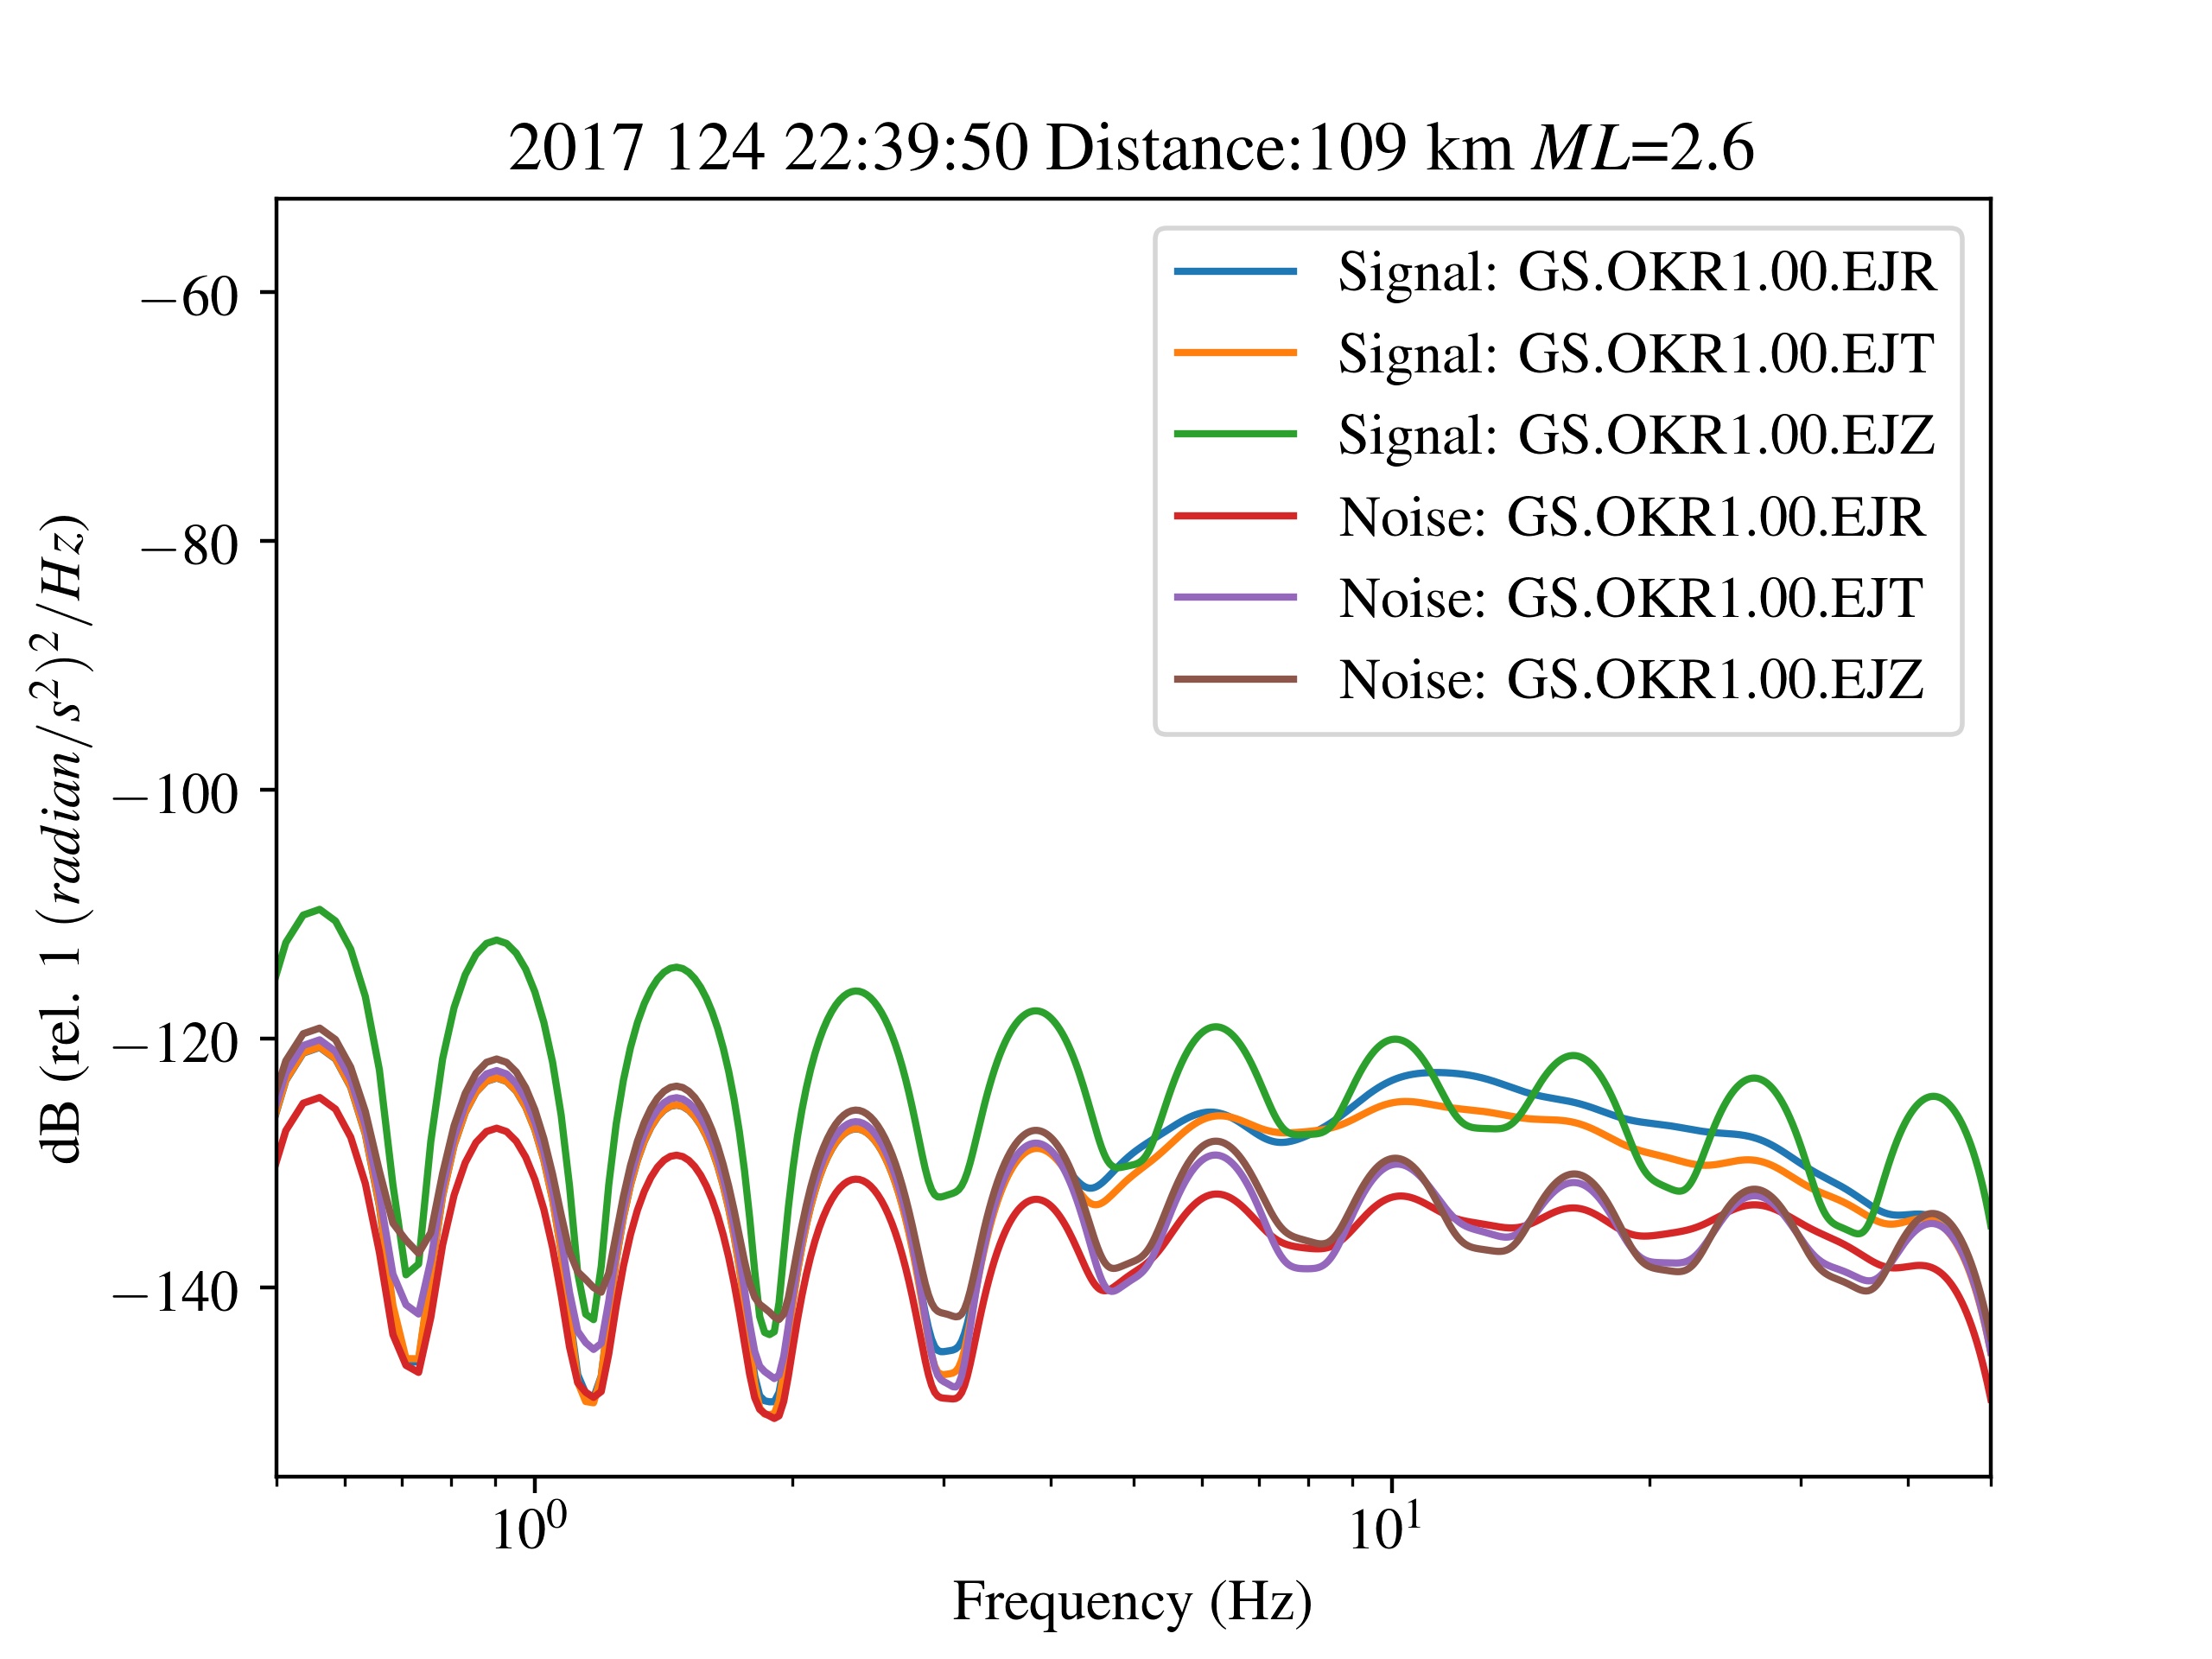 2017 124 22:39:50 Distance:109 km ML=2.6
Signal: GS.OKR1.00.EJR
Signal: GS.OKR1.00.EJT
Signal: GS.OKR1.00.EJZ
Noise: GS.OKR1.00.EJR
Noise: GS.OKR1.00.EJT
Noise: GS.OKR1.00.EJZ
−60
−80
−100
−120
−140
dB (rel. 1 (radian/s²)²/Hz)
10⁰ 10¹
Frequency (Hz)